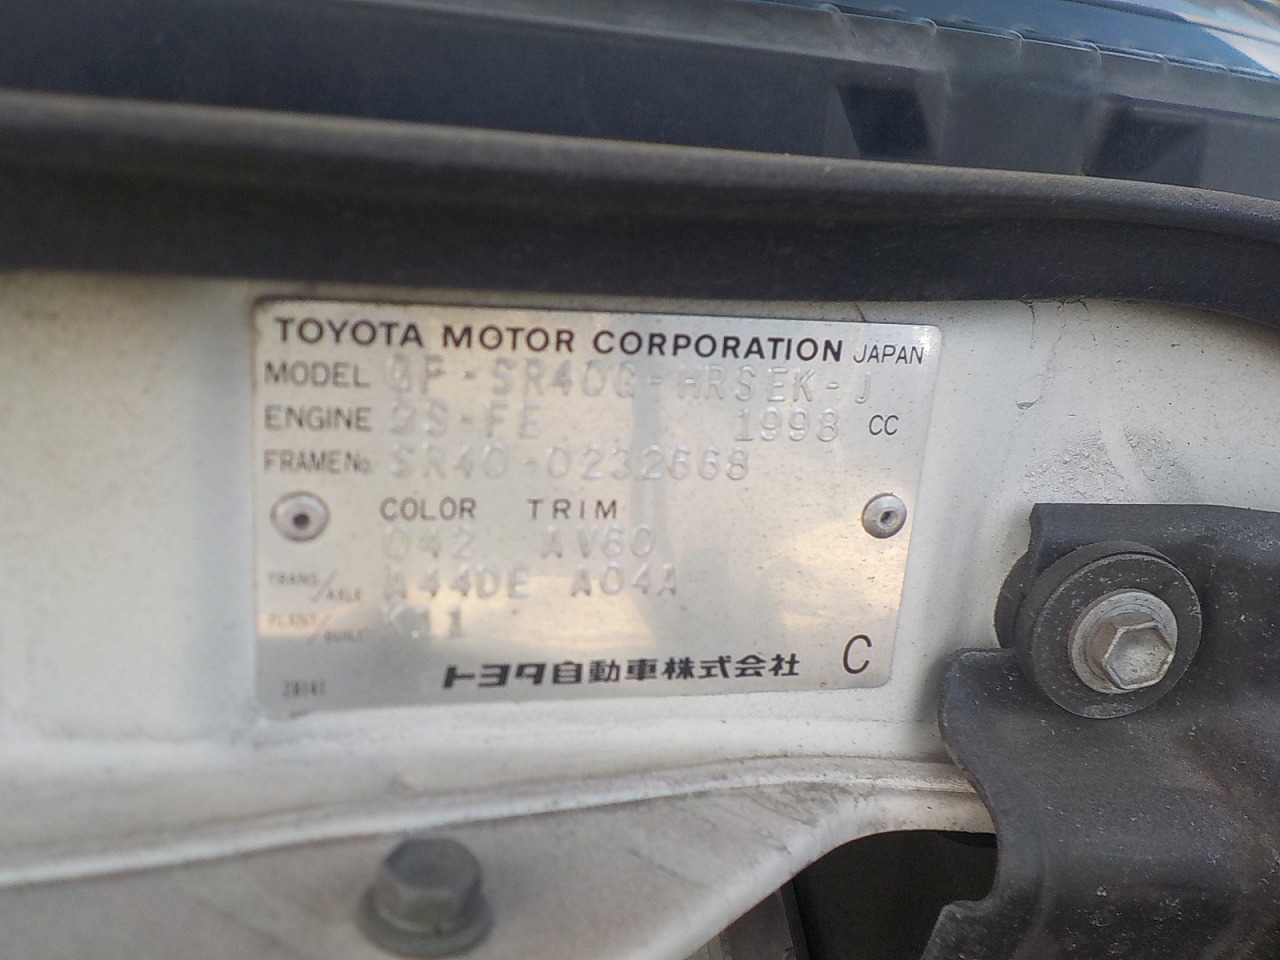 TOYOTA MOTOR CORPORATION JAPAN
MODEL GF-SR40G-HRSEK-J
ENGINE 3S-FE 1998 CC
FRAME No. SR40-0232668
COLOR TRIM
042 AV60
TRANS/AXLE A44DE A04A
PLANT/BUILT K11
トヨタ自動車株式会社 C